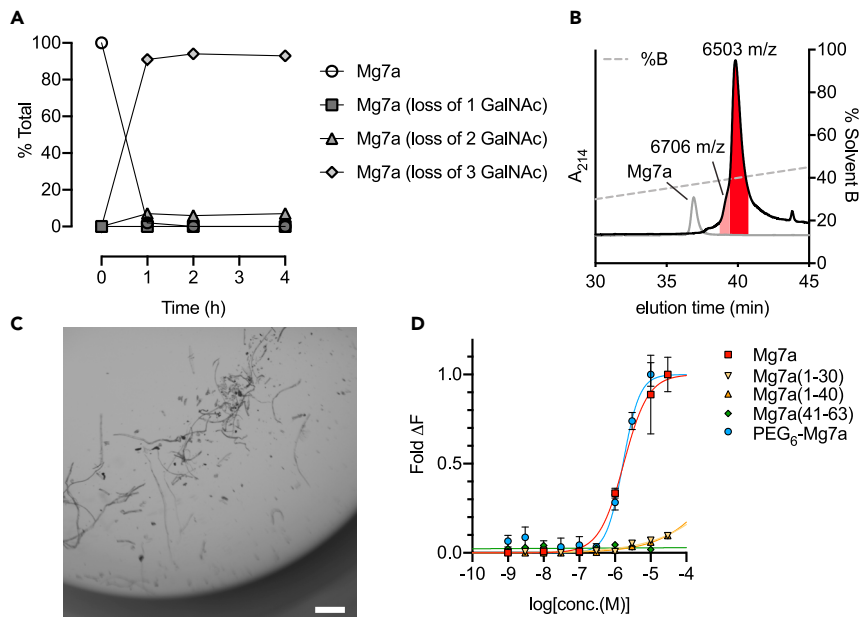 A
100
80
60
40
20
0
% Total
0
1
2
3
4
Time (h)
Mg7a
Mg7a (loss of 1 GalNAc)
Mg7a (loss of 2 GalNAc)
Mg7a (loss of 3 GalNAc)
B
6503 m/z
%B
6706 m/z
Mg7a
A214
100
80
60
40
20
0
% Solvent B
30
35
40
45
elution time (min)
C
D
1.0
0.5
0.0
Fold ΔF
-10
-9
-8
-7
-6
-5
-4
log[conc.(M)]
Mg7a
Mg7a(1-30)
Mg7a(1-40)
Mg7a(41-63)
PEG6-Mg7a